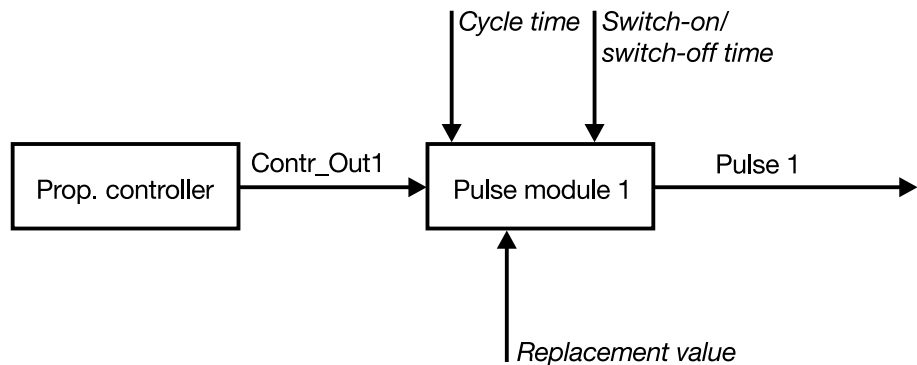 Cycle time
Switch-on/
switch-off time
Prop. controller
Contr_Out1
Pulse module 1
Pulse 1
Replacement value